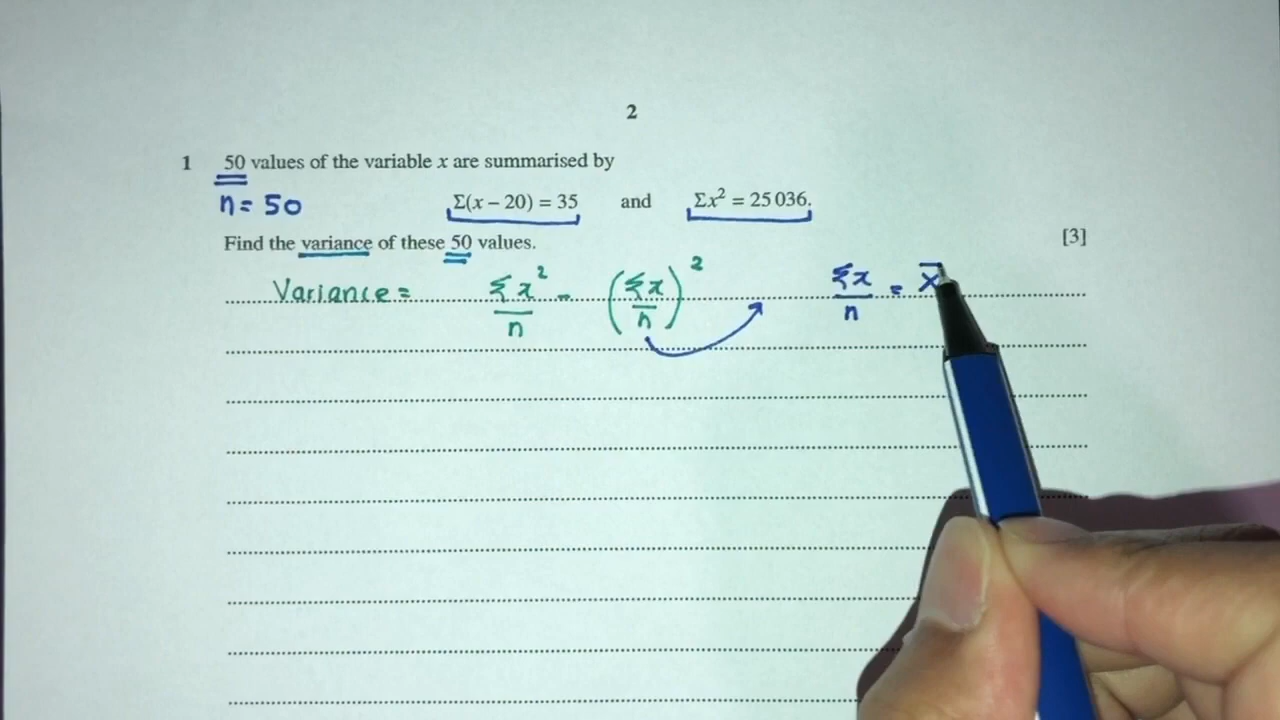 2
1 50 values of the variable x are summarised by
n = 50 Σ(x – 20) = 35 and Σx² = 25 036.
Find the variance of these 50 values. [3]
Variance = Σx²/n - (Σx/n)² Σx/n = x̄